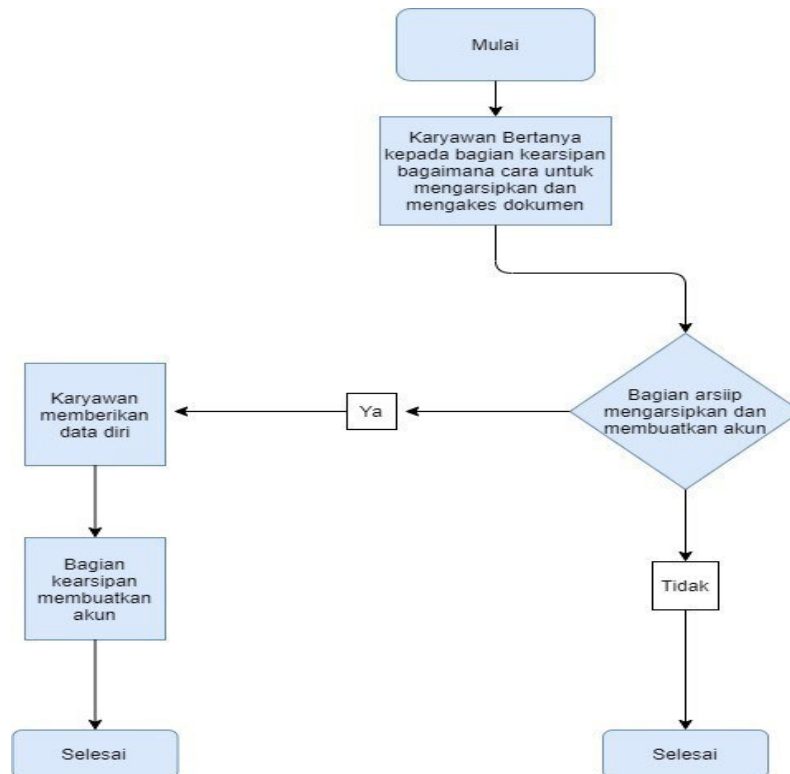 Mulai
Karyawan Bertanya
kepada bagian kearsipan
bagaimana cara untuk
mengarsipkan dan
mengakes dokumen
Bagian arsiip
mengarsipkan dan
membuatkan akun
Ya
Karyawan
memberikan
data diri
Bagian
kearsipan
membuatkan
akun
Tidak
Selesai
Selesai